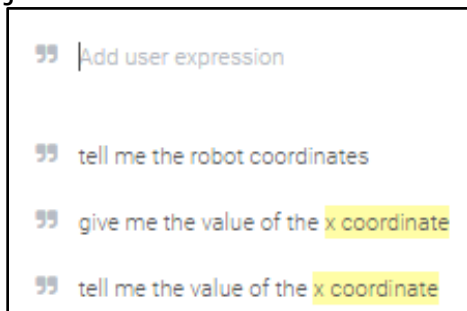 Add user expression
tell me the robot coordinates
give me the value of the x coordinate
tell me the value of the x coordinate